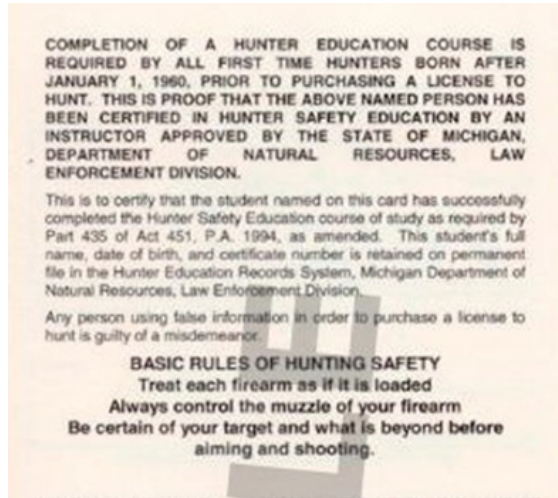 COMPLETION OF A HUNTER EDUCATION COURSE IS
REQUIRED BY ALL FIRST TIME HUNTERS BORN AFTER
JANUARY 1, 1960, PRIOR TO PURCHASING A LICENSE TO
HUNT. THIS IS PROOF THAT THE ABOVE NAMED PERSON HAS
BEEN CERTIFIED IN HUNTER SAFETY EDUCATION BY AN
INSTRUCTOR APPROVED BY THE STATE OF MICHIGAN,
DEPARTMENT OF NATURAL RESOURCES, LAW
ENFORCEMENT DIVISION.
This is to certify that the student named on this card has successfully
completed the Hunter Safety Education course of study as required by
Part 435 of Act 451, P.A. 1994, as amended. This student's full
name, date of birth, and certificate number is retained on permanent
file in the Hunter Education Records System, Michigan Department of
Natural Resources, Law Enforcement Division.
Any person using false information in order to purchase a license to
hunt is guilty of a misdemeanor.
BASIC RULES OF HUNTING SAFETY
Treat each firearm as if it is loaded
Always control the muzzle of your firearm
Be certain of your target and what is beyond before
aiming and shooting.